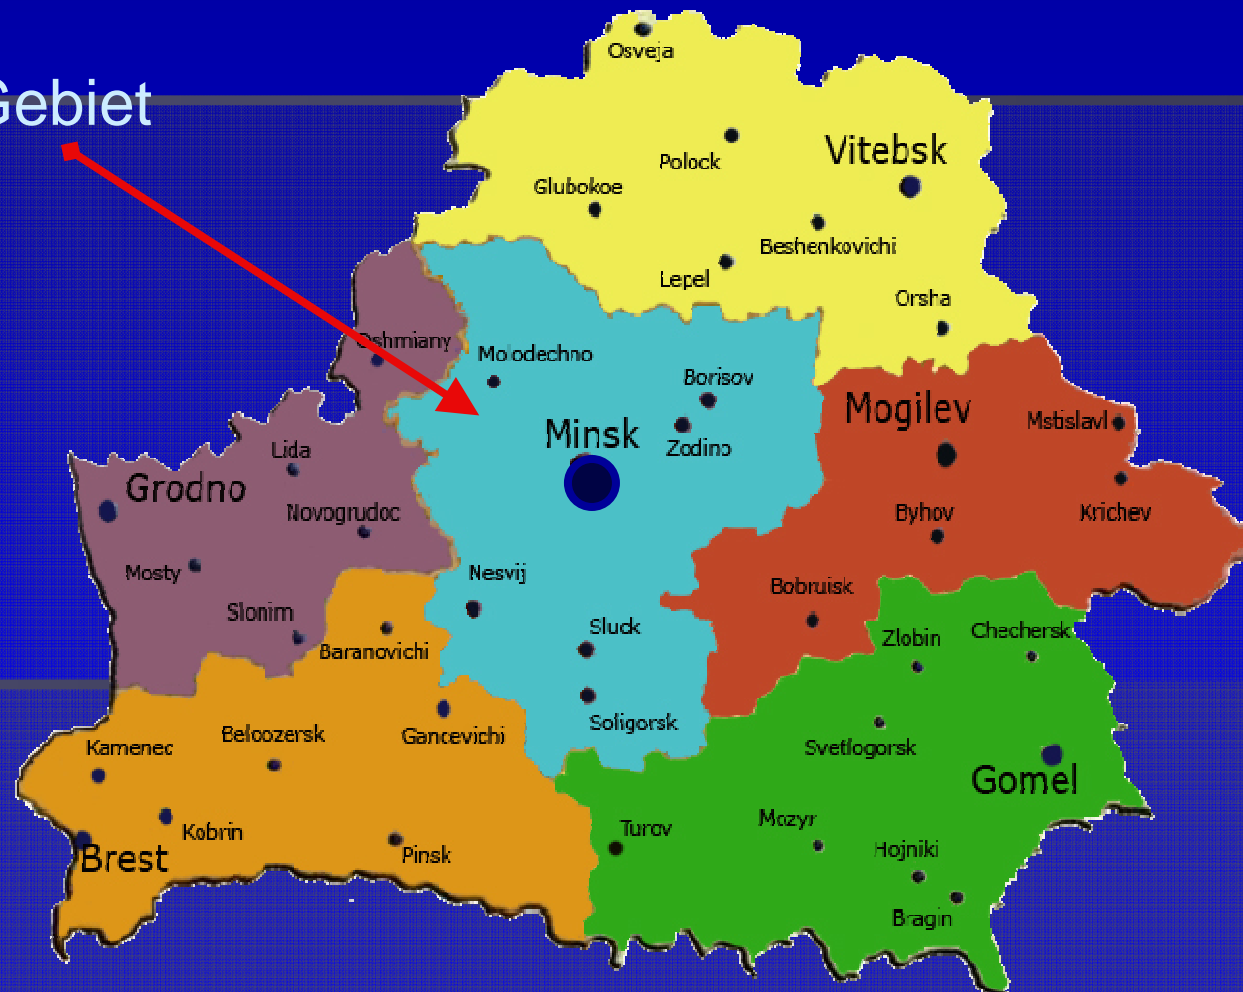 Gebiet
Osveja
Polock
Vitebsk
Glubokoe
Beshenkovichi
Lepel
Orsha
Oshmiany
Molodechno
Borisov
Mogilev
Mstislavl
Minsk
Zodino
Lida
Grodno
Novogrudoc
Byhov
Krichev
Mosty
Nesvij
Bobruisk
Slonim
Sluck
Zlobin
Chechersk
Baranovichi
Soligorsk
Kamenec
Beloozersk
Gancevichi
Svetlogorsk
Gomel
Kobrin
Turov
Mozyr
Brest
Pinsk
Hojniki
Bragin